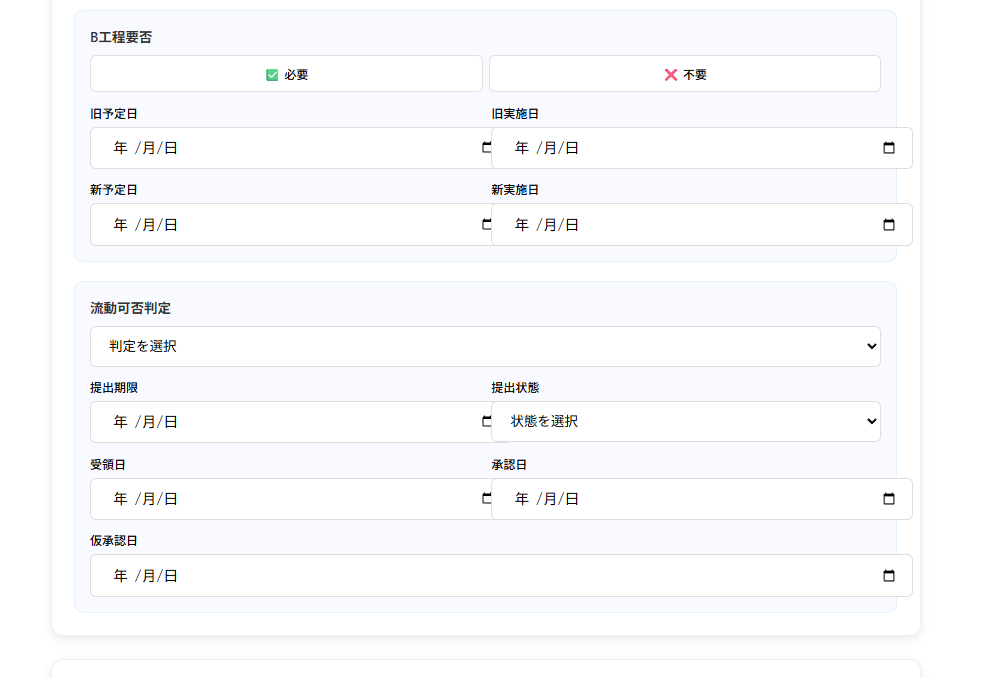 B工程要否
✅ 必要 ❌ 不要
旧予定日 旧実施日
年 /月/日 年 /月/日
新予定日 新実施日
年 /月/日 年 /月/日
流動可否判定
判定を選択
提出期限 提出状態
年 /月/日 状態を選択
受領日 承認日
年 /月/日 年 /月/日
仮承認日
年 /月/日